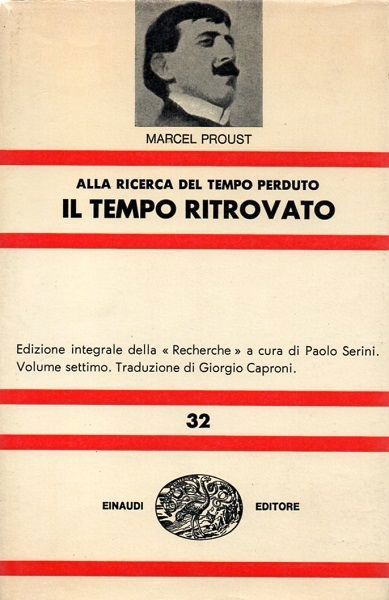 MARCEL PROUST
ALLA RICERCA DEL TEMPO PERDUTO
IL TEMPO RITROVATO
Edizione integrale della « Recherche » a cura di Paolo Serini.
Volume settimo. Traduzione di Giorgio Caproni.
32
EINAUDI EDITORE